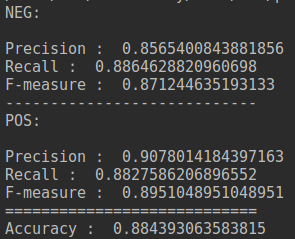 NEG:
Precision :  0.8565400843881856
Recall :  0.8864628820960698
F-measure :  0.871244635193133
----------------------------
POS:
Precision :  0.9078014184397163
Recall :  0.8827586206896552
F-measure :  0.8951048951048951
============================
Accuracy :  0.884393063583815